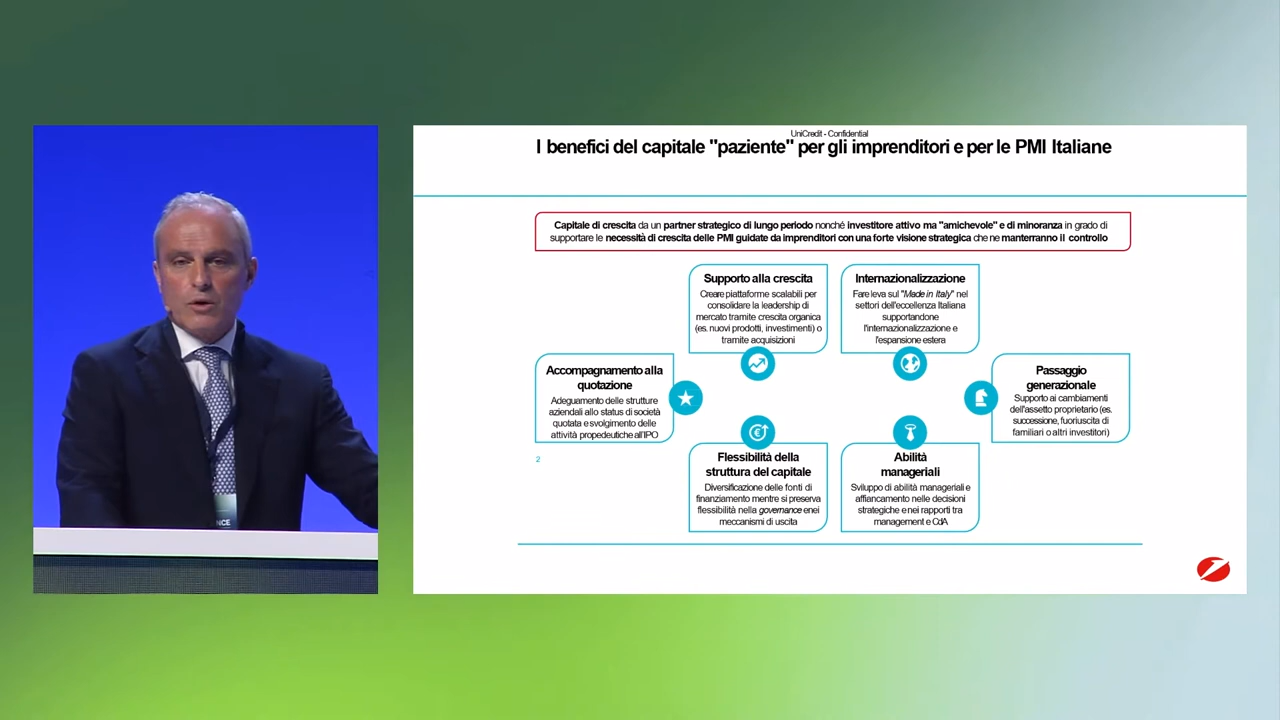 UniCredit - Confidential
I benefici del capitale "paziente" per gli imprenditori e per le PMI Italiane
Capitale di crescita da un partner strategico di lungo periodo nonché investitore attivo ma "amichevole" e di minoranza in grado di
supportare le necessità di crescita delle PMI guidate da imprenditori con una forte visione strategica che ne manterranno il controllo
Supporto alla crescita
Creare piattaforme scalabili per
consolidare la leadership di
mercato tramite crescita organica
(es. nuovi prodotti, investimenti) o
tramite acquisizioni
Internazionalizzazione
Fare leva sul "Made in Italy" nel
settori dell'eccellenza Italiana
supportandone
l'internazionalizzazione e
l'espansione estera
Accompagnamento alla
quotazione
Adeguamento delle strutture
aziendali allo status di società
quotata e svolgimento delle
attività propedeutiche all'IPO
Passaggio
generazionale
Supporto ai cambiamenti
dell'assetto proprietario (es.
successione, fuoriuscita di
familiari o altri investitori)
Flessibilità della
struttura del capitale
Diversificazione delle fonti di
finanziamento mentre si preserva
flessibilità nella governance e nei
meccanismi di uscita
Abilità
manageriali
Sviluppo di abilità manageriali e
affiancamento nelle decisioni
strategiche e nei rapporti tra
management e CdA
2
NCE